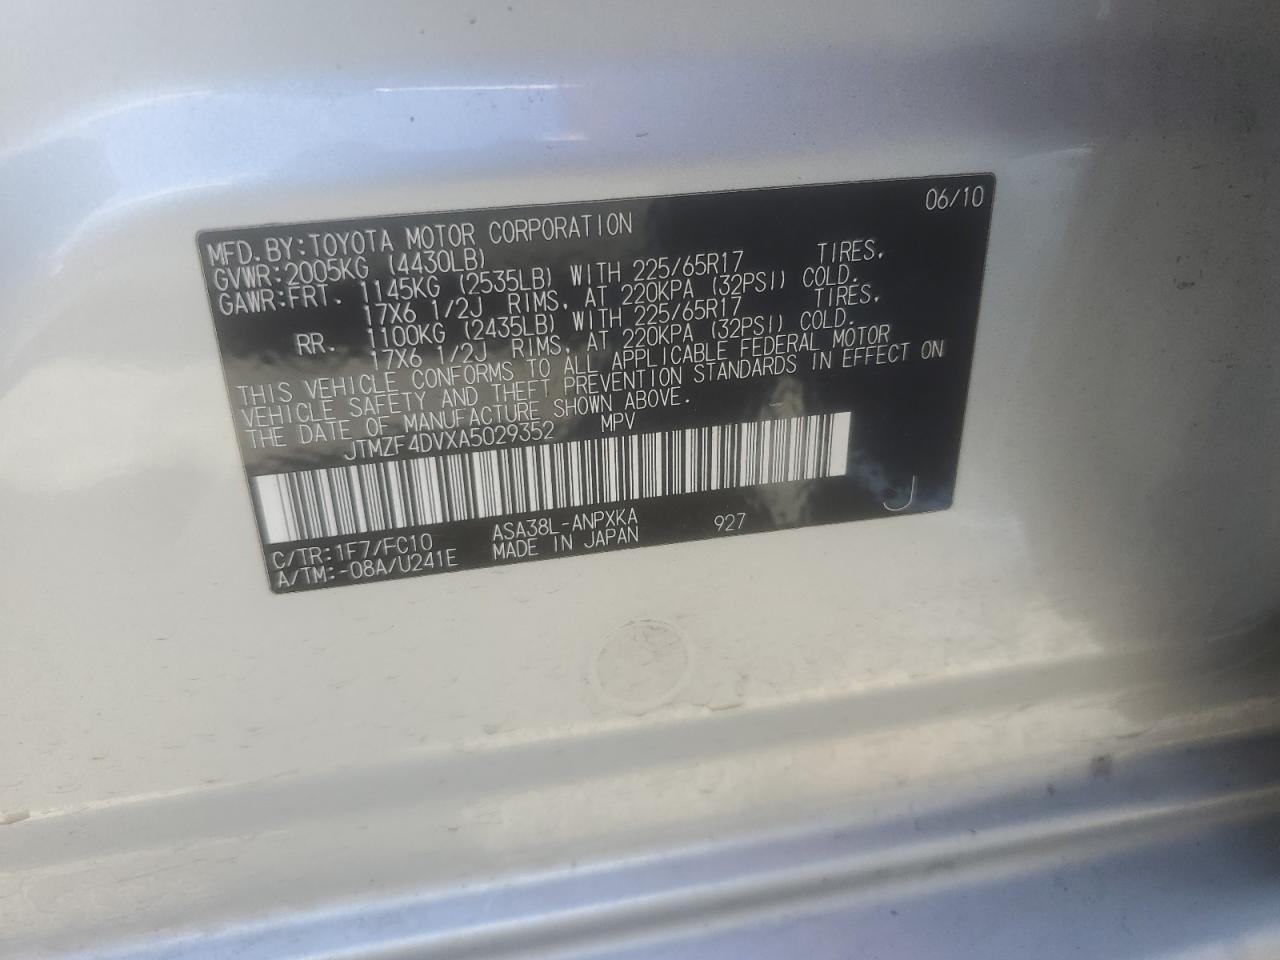 06/10
MFD.BY:TOYOTA MOTOR CORPORATION
GVWR:2005KG (4430LB)
GAWR:FRT. 1145KG (2535LB) WITH 225/65R17 TIRES,
17X6 1/2J RIMS, AT 220KPA (32PSI) COLD.
RR. 1100KG (2435LB) WITH 225/65R17 TIRES,
17X6 1/2J RIMS, AT 220KPA (32PSI) COLD.
THIS VEHICLE CONFORMS TO ALL APPLICABLE FEDERAL MOTOR
VEHICLE SAFETY AND THEFT PREVENTION STANDARDS IN EFFECT ON
THE DATE OF MANUFACTURE SHOWN ABOVE.
JTMZF4DVXA5029352 MPV
C/TR:1F7/FC10 ASA38L-ANPXKA 927 J
A/TM:-08A/U241E MADE IN JAPAN